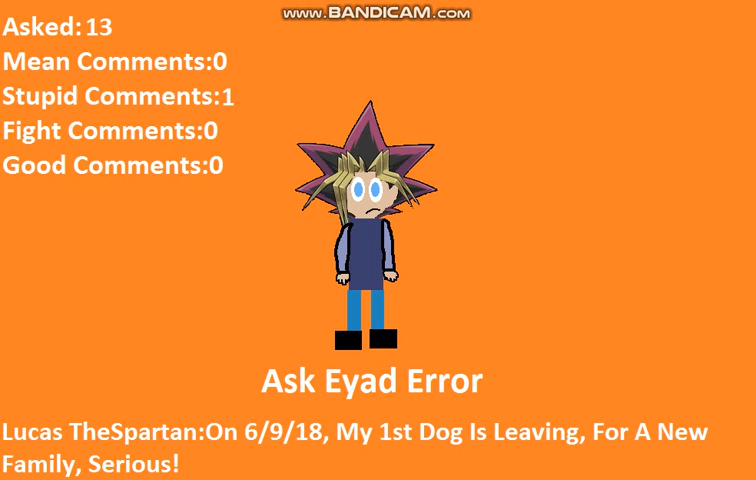 www.BANDICAM.com
Asked: 13
Mean Comments:0
Stupid Comments:1
Fight Comments:0
Good Comments:0
Ask Eyad Error
Lucas TheSpartan:On 6/9/18, My 1st Dog Is Leaving, For A New
Family, Serious!